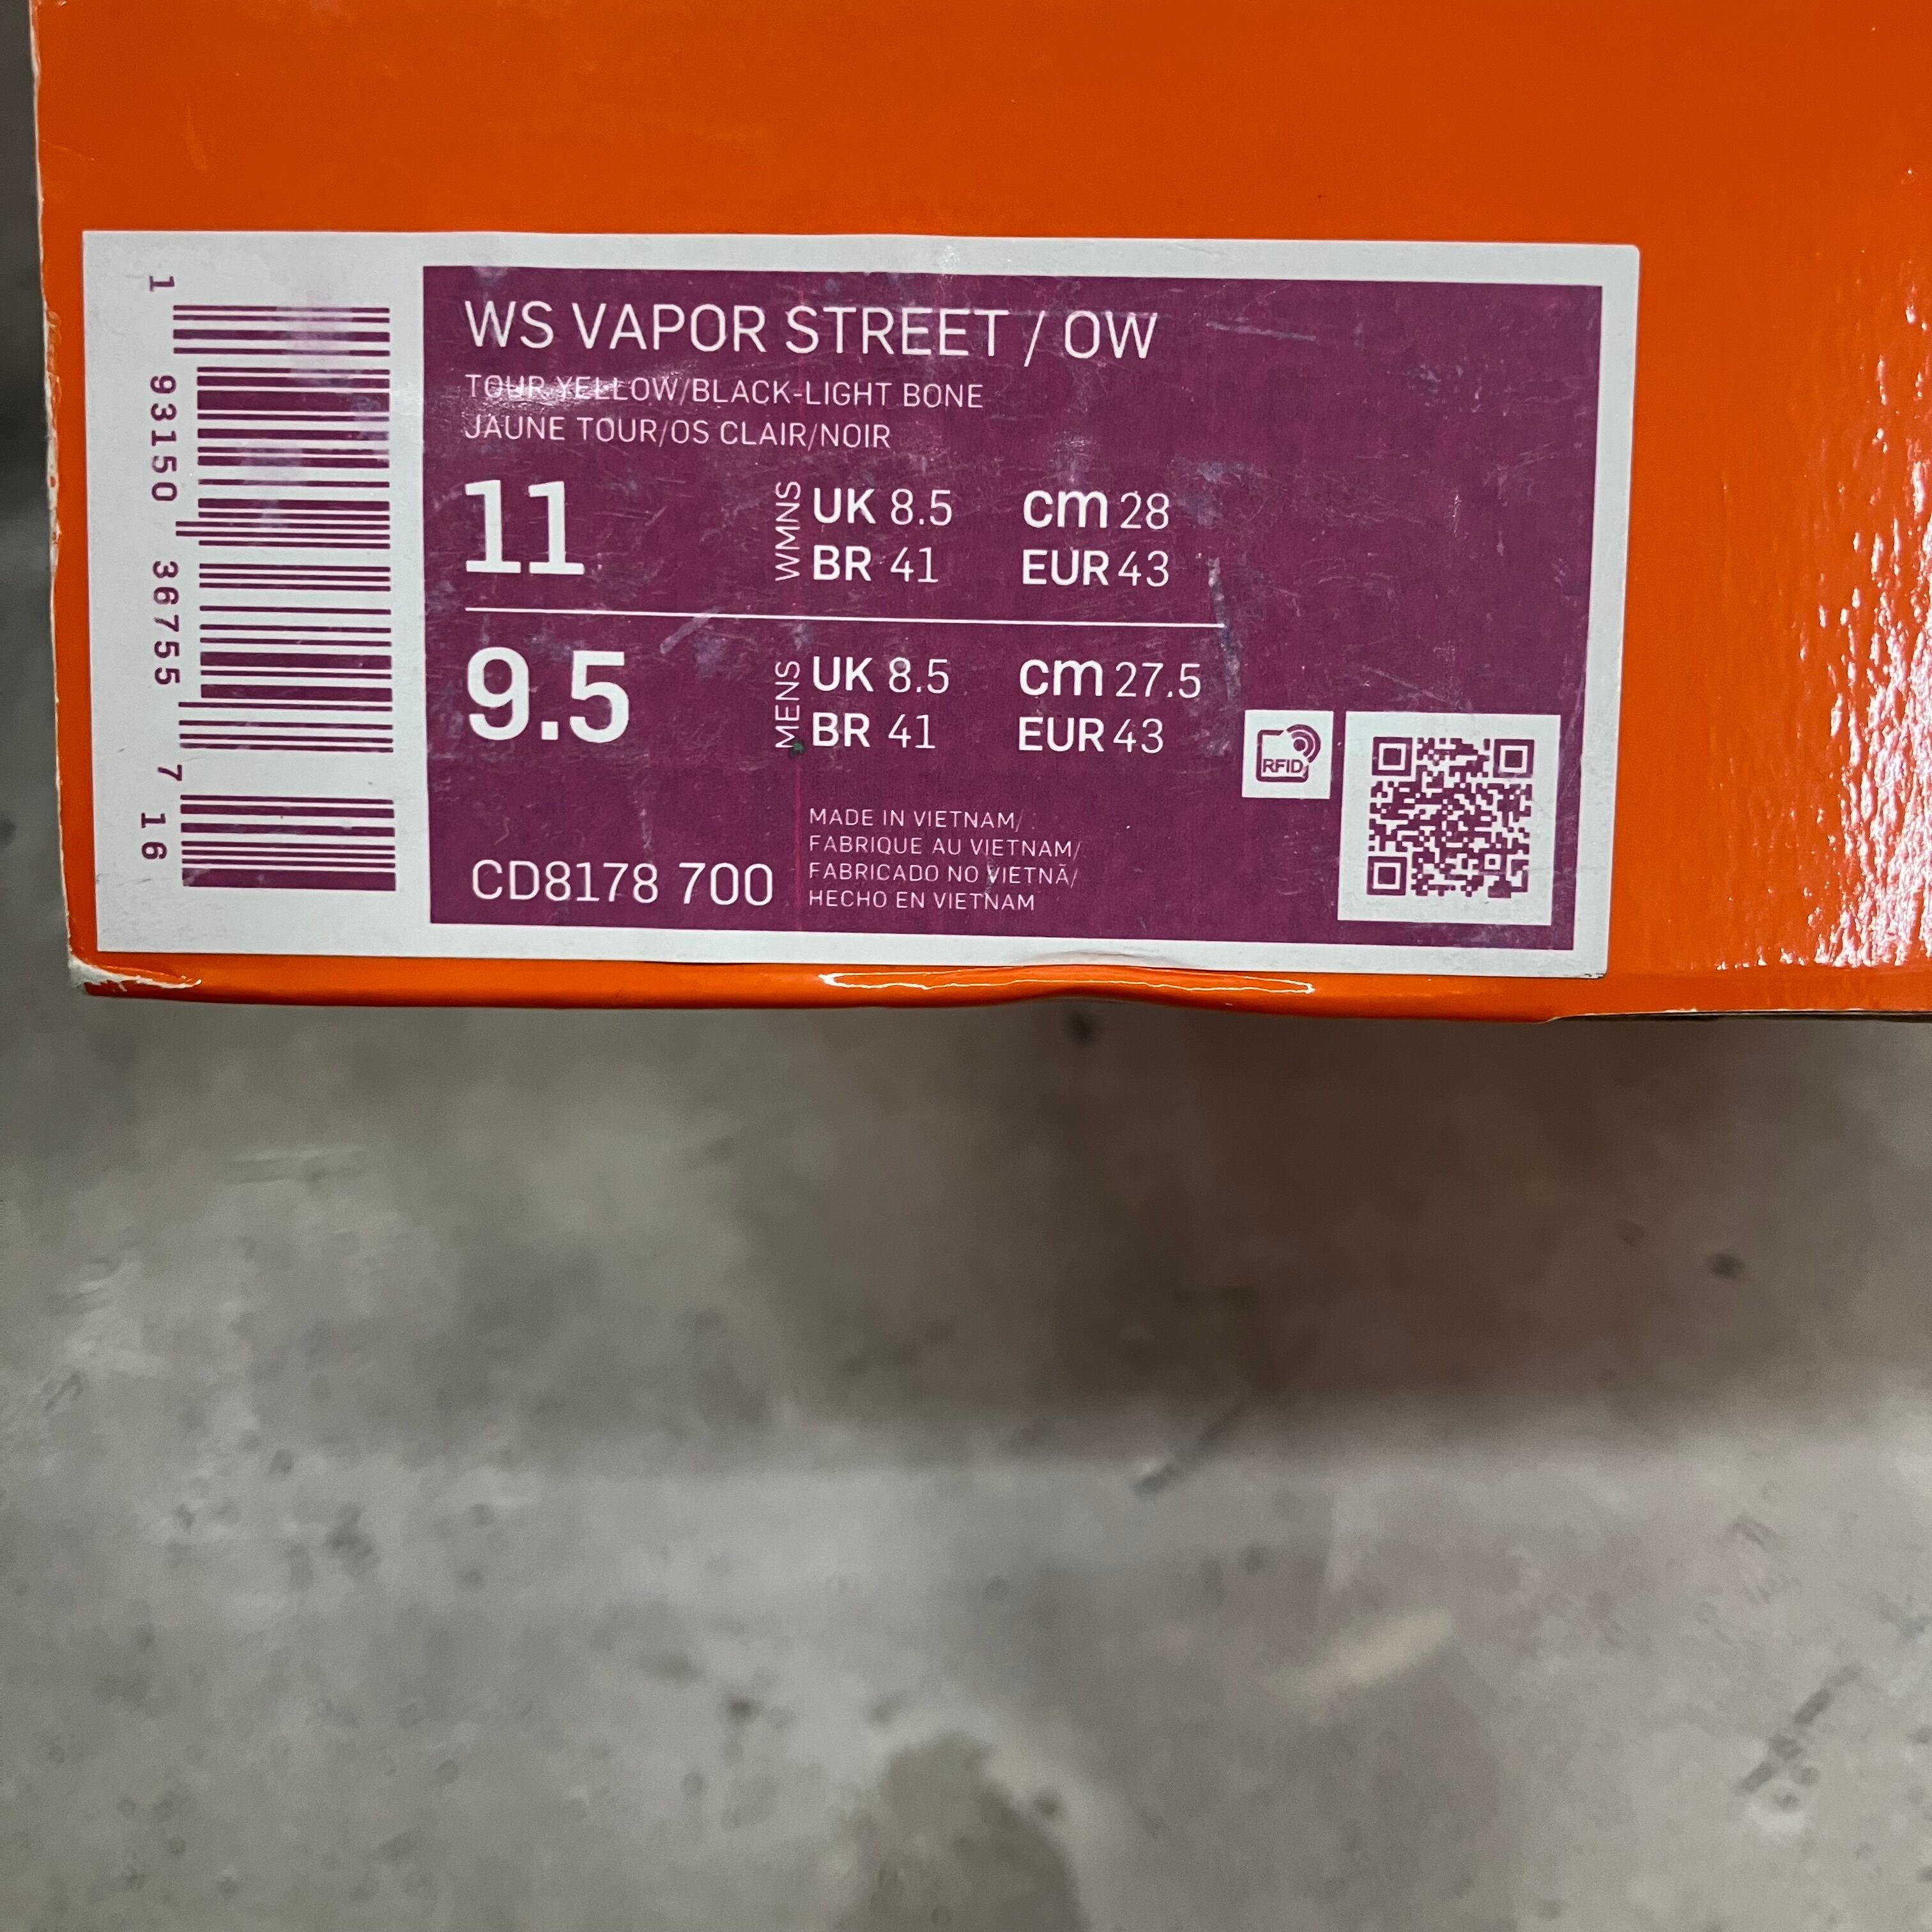 WS VAPOR STREET / OW
TOUR YELLOW/BLACK-LIGHT BONE
JAUNE TOUR/OS CLAIR/NOIR
11 WMNS UK 8.5 cm 28
BR 41 EUR 43
9.5 MENS UK 8.5 cm 27.5
BR 41 EUR 43
RFID
CD8178 700
MADE IN VIETNAM/
FABRIQUE AU VIETNAM/
FABRICADO NO VIETNÃ/
HECHO EN VIETNAM
1 93150 36755 7 16